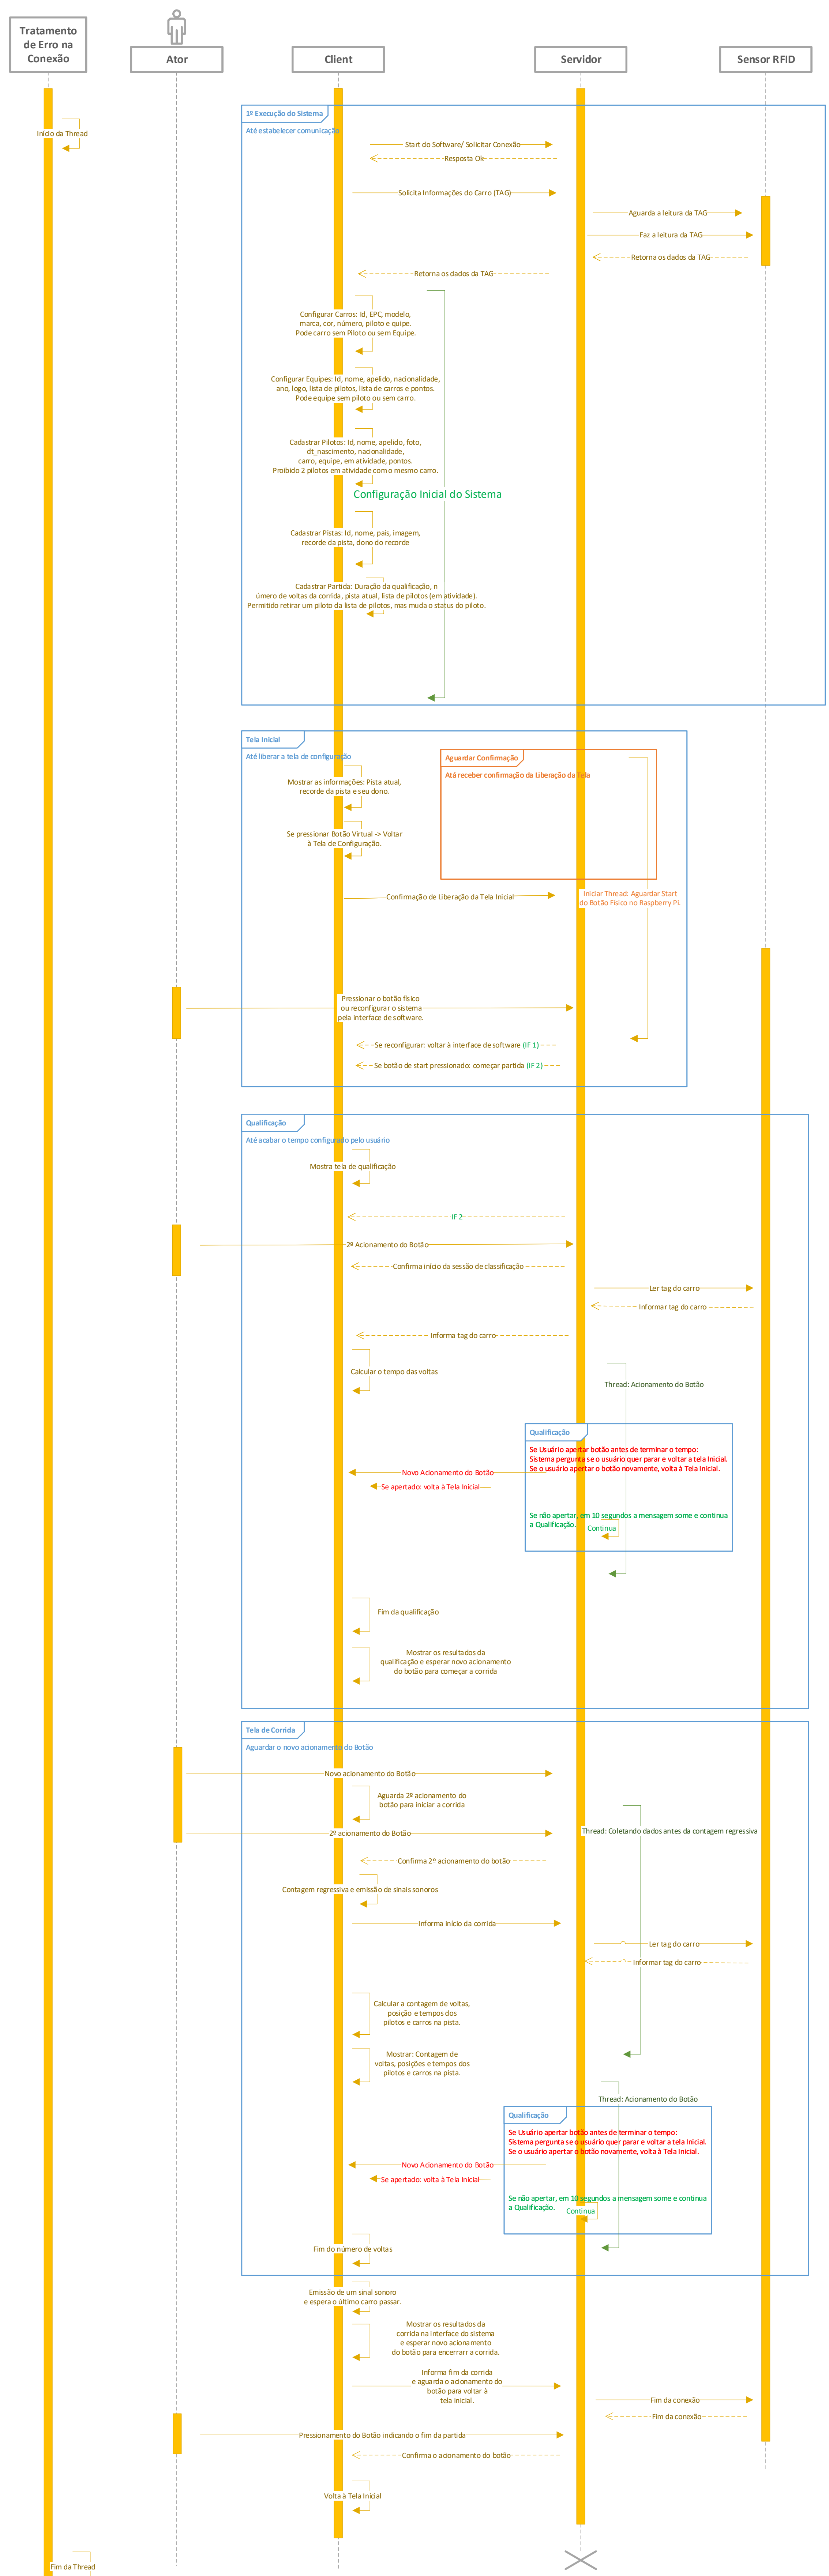 Tratamento
de Erro na
Conexão
Ator
Client
Servidor
Sensor RFID
1º Execução do Sistema
Até estabelecer comunicação
Início da Thread
Start do Software/ Solicitar Conexão
Resposta Ok
Solicita Informações do Carro (TAG)
Aguarda a leitura da TAG
Faz a leitura da TAG
Retorna os dados da TAG
Retorna os dados da TAG
Configurar Carros: Id, EPC, modelo,
marca, cor, número, piloto e quipe.
Pode carro sem Piloto ou sem Equipe.
Configurar Equipes: Id, nome, apelido, nacionalidade,
ano, logo, lista de pilotos, lista de carros e pontos.
Pode equipe sem piloto ou sem carro.
Cadastrar Pilotos: Id, nome, apelido, foto,
dt_nascimento, nacionalidade,
carro, equipe, em atividade, pontos.
Proibido 2 pilotos em atividade com o mesmo carro.
Configuração Inicial do Sistema
Cadastrar Pistas: Id, nome, pais, imagem,
recorde da pista, dono do recorde
Cadastrar Partida: Duração da qualificação, n
úmero de voltas da corrida, pista atual, lista de pilotos (em atividade).
Permitido retirar um piloto da lista de pilotos, mas muda o status do piloto.
Tela Inicial
Até liberar a tela de configuração
Aguardar Confirmação
Atá receber confirmação da Liberação da Tela
Mostrar as informações: Pista atual,
recorde da pista e seu dono.
Se pressionar Botão Virtual -> Voltar
à Tela de Configuração.
Confirmação de Liberação da Tela Inicial
Iniciar Thread: Aguardar Start
do Botão Físico no Raspberry Pi.
Pressionar o botão físico
ou reconfigurar o sistema
pela interface de software.
Se reconfigurar: voltar à interface de software (IF 1)
Se botão de start pressionado: começar partida (IF 2)
Qualificação
Até acabar o tempo configurado pelo usuário
Mostra tela de qualificação
IF 2
2º Acionamento do Botão
Confirma início da sessão de classificação
Ler tag do carro
Informar tag do carro
Informa tag do carro
Calcular o tempo das voltas
Thread: Acionamento do Botão
Qualificação
Se Usuário apertar botão antes de terminar o tempo:
Sistema pergunta se o usuário quer parar e voltar a tela Inicial.
Se o usuário apertar o botão novamente, volta à Tela Inicial.
Novo Acionamento do Botão
Se apertado: volta à Tela Inicial
Se não apertar, em 10 segundos a mensagem some e continua
a Qualificação.
Continua
Fim da qualificação
Mostrar os resultados da
qualificação e esperar novo acionamento
do botão para começar a corrida
Tela de Corrida
Aguardar o novo acionamento do Botão
Novo acionamento do Botão
Aguarda 2º acionamento do
botão para iniciar a corrida
2º acionamento do Botão
Thread: Coletando dados antes da contagem regressiva
Confirma 2º acionamento do botão
Contagem regressiva e emissão de sinais sonoros
Informa início da corrida
Ler tag do carro
Informar tag do carro
Calcular a contagem de voltas,
posição e tempos dos
pilotos e carros na pista.
Mostrar: Contagem de
voltas, posições e tempos dos
pilotos e carros na pista.
Thread: Acionamento do Botão
Qualificação
Se Usuário apertar botão antes de terminar o tempo:
Sistema pergunta se o usuário quer parar e voltar a tela Inicial.
Se o usuário apertar o botão novamente, volta à Tela Inicial.
Novo Acionamento do Botão
Se apertado: volta à Tela Inicial
Se não apertar, em 10 segundos a mensagem some e continua
a Qualificação.
Continua
Fim do número de voltas
Emissão de um sinal sonoro
e espera o último carro passar.
Mostrar os resultados da
corrida na interface do sistema
e esperar novo acionamento
do botão para encerrarr a corrida.
Informa fim da corrida
e aguarda o acionamento do
botão para voltar à
tela inicial.
Fim da conexão
Fim da conexão
Pressionamento do Botão indicando o fim da partida
Confirma o acionamento do botão
Volta à Tela Inicial
Fim da Thread